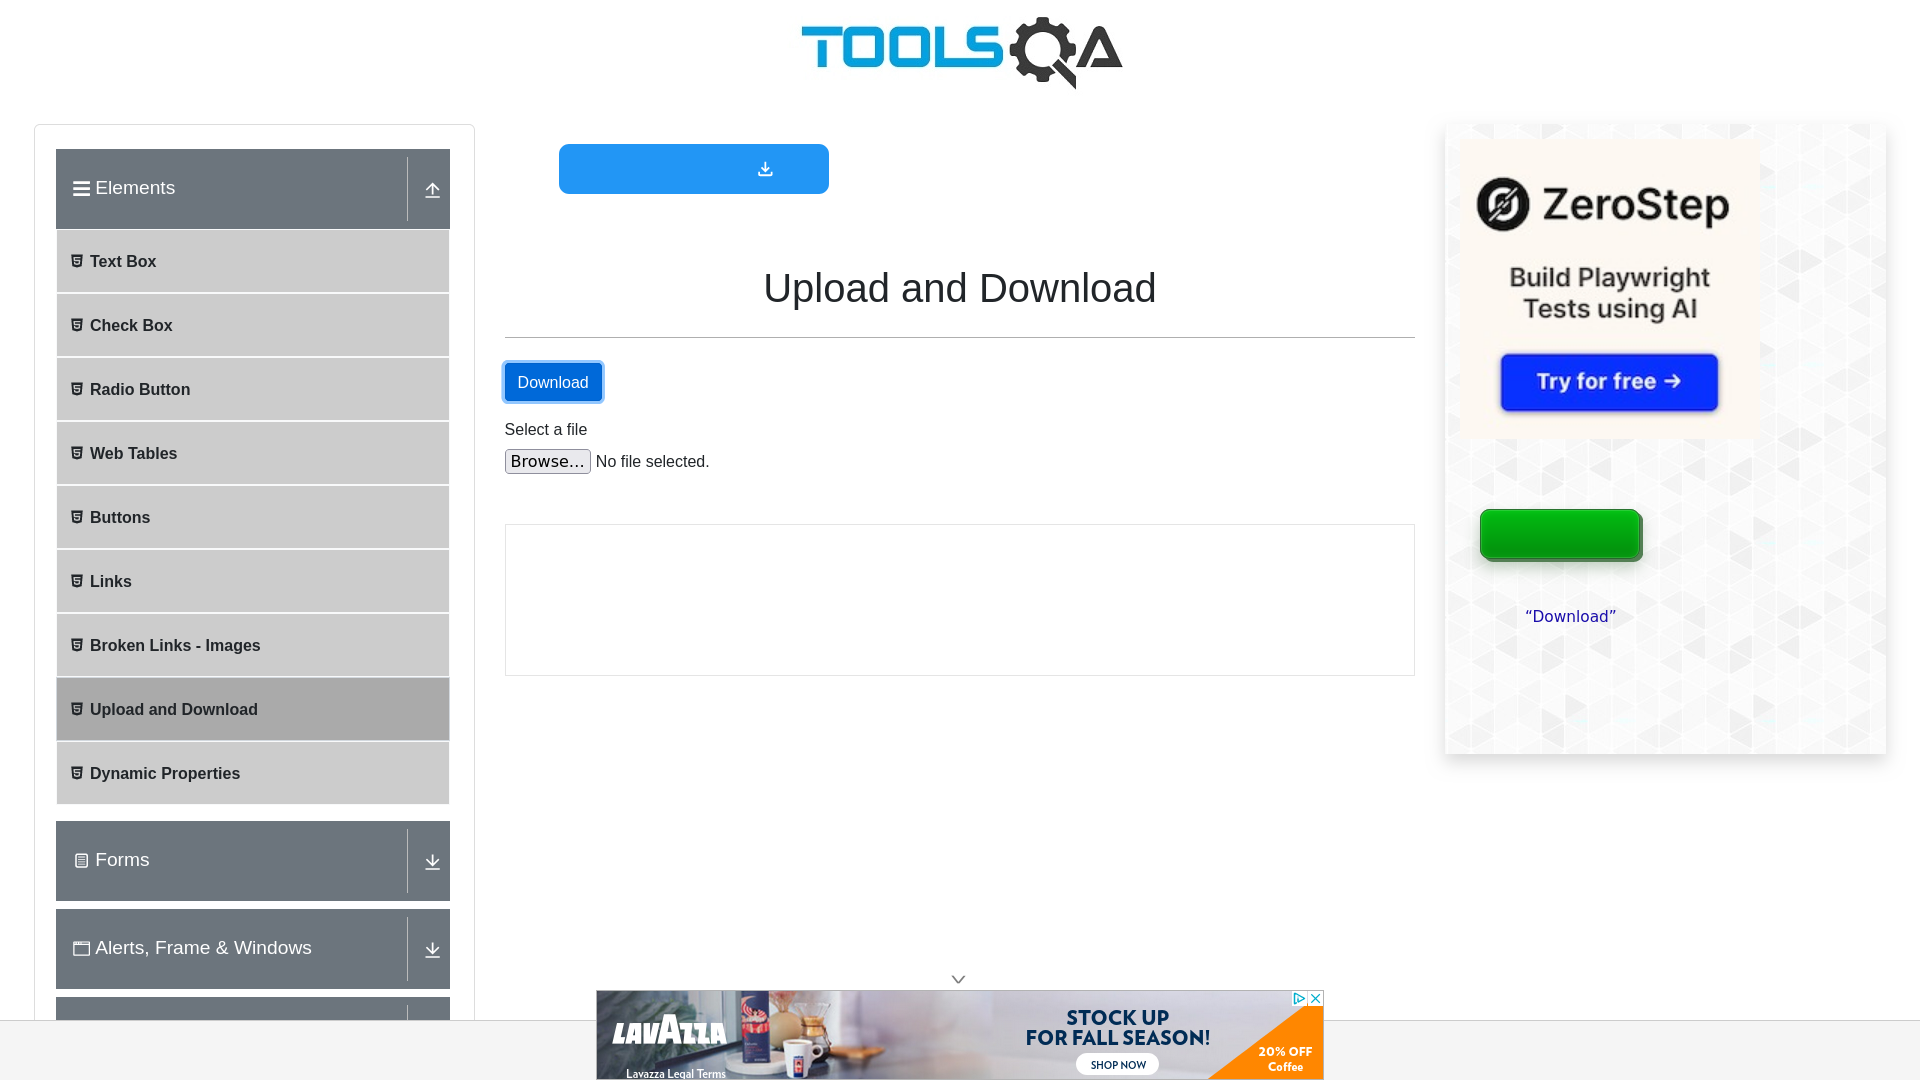 TOOLSQA
Elements
Text Box
Check Box
Radio Button
Web Tables
Buttons
Links
Broken Links - Images
Upload and Download
Dynamic Properties
Forms
Alerts, Frame & Windows
Upload and Download
Download
Select a file
Browse... No file selected.
ZeroStep
Build Playwright
Tests using AI
Try for free →
“Download”
LAVAZZA
Lavazza Legal Terms
STOCK UP
FOR FALL SEASON!
SHOP NOW
20% OFF
Coffee